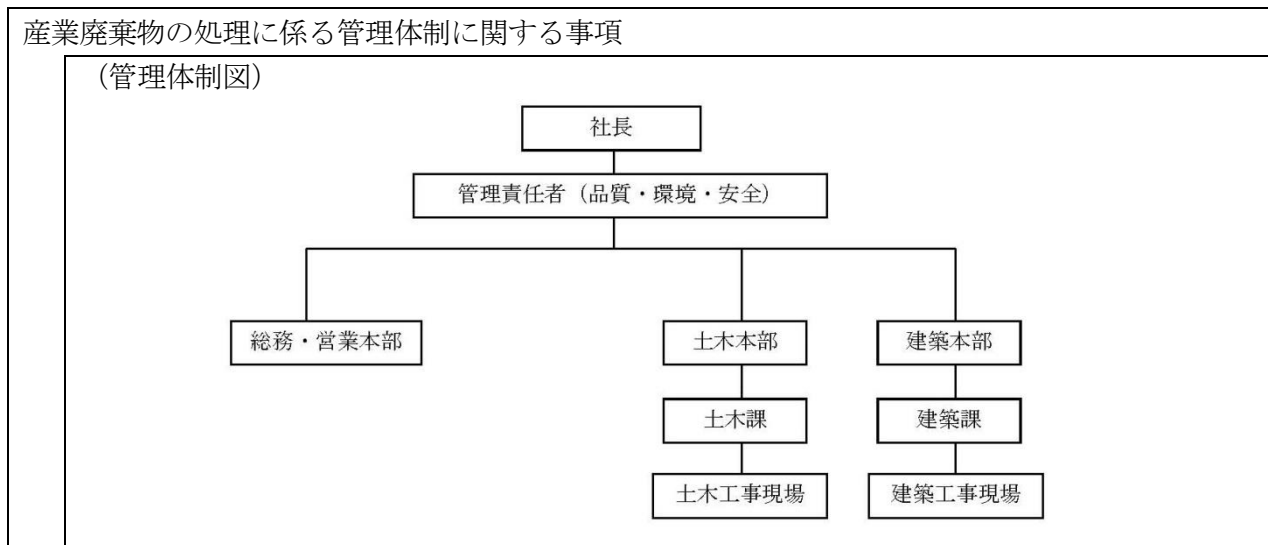 産業廃棄物の処理に係る管理体制に関する事項
（管理体制図）
社長
管理責任者（品質・環境・安全）
総務・営業本部
土木本部
建築本部
土木課
建築課
土木工事現場
建築工事現場